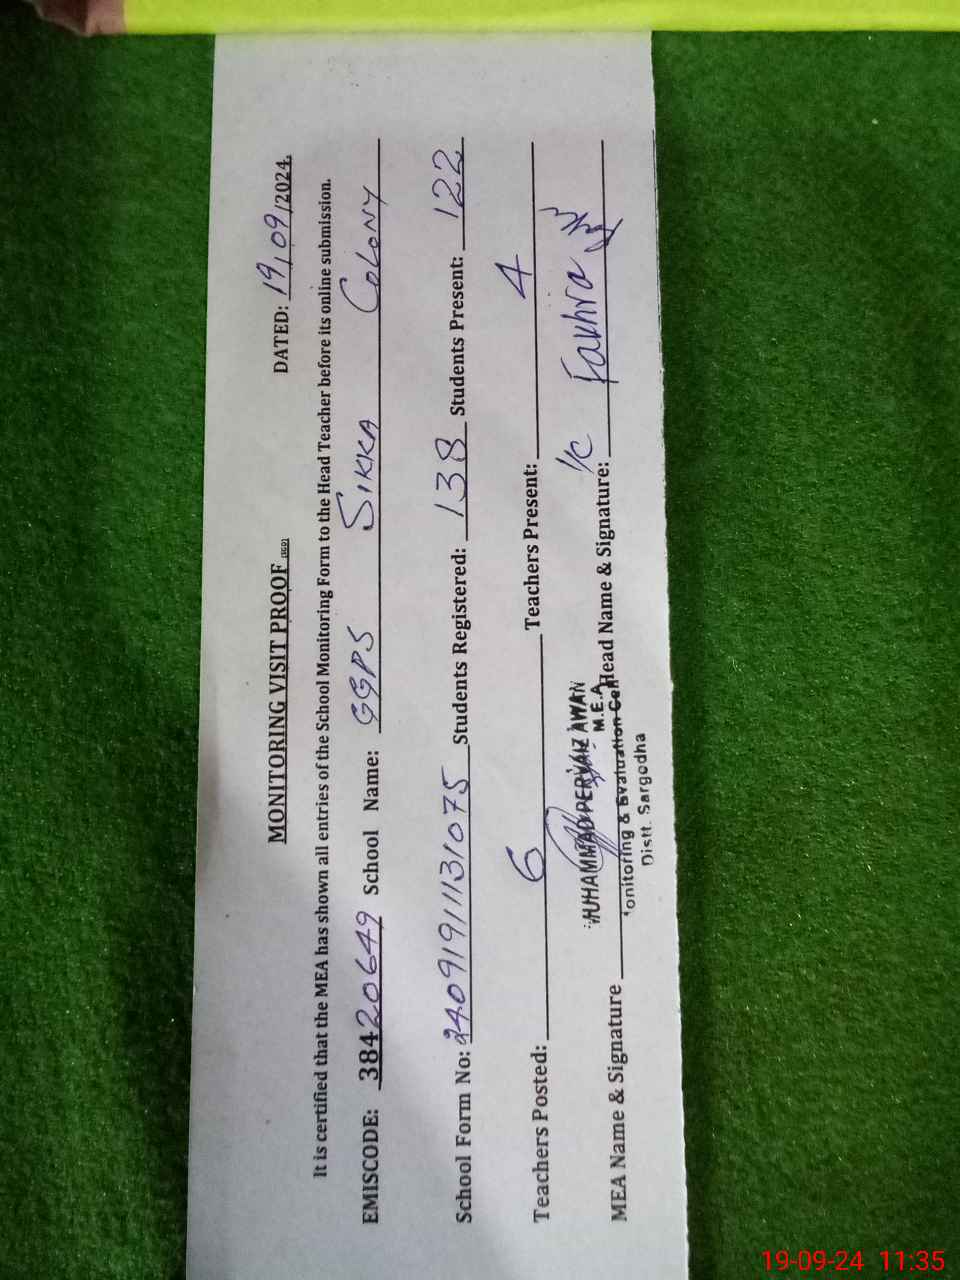 MONITORING VISIT PROOF (SGD)
DATED: 19/09/2024.
It is certified that the MEA has shown all entries of the School Monitoring Form to the Head Teacher before its online submission.
EMISCODE: 38420649 School Name: GGPS SIKKA COLONY
School Form No: 24091911131075 Students Registered: 138 Students Present: 122
Teachers Posted: 6 Teachers Present: 4
MEA Name & Signature Head Name & Signature: I/C Fakhra
MUHAMMAD PERVAIZ AWAN
M.E.A
Monitoring & Evaluation Cell
Distt. Sargodha
19-09-24 11:35